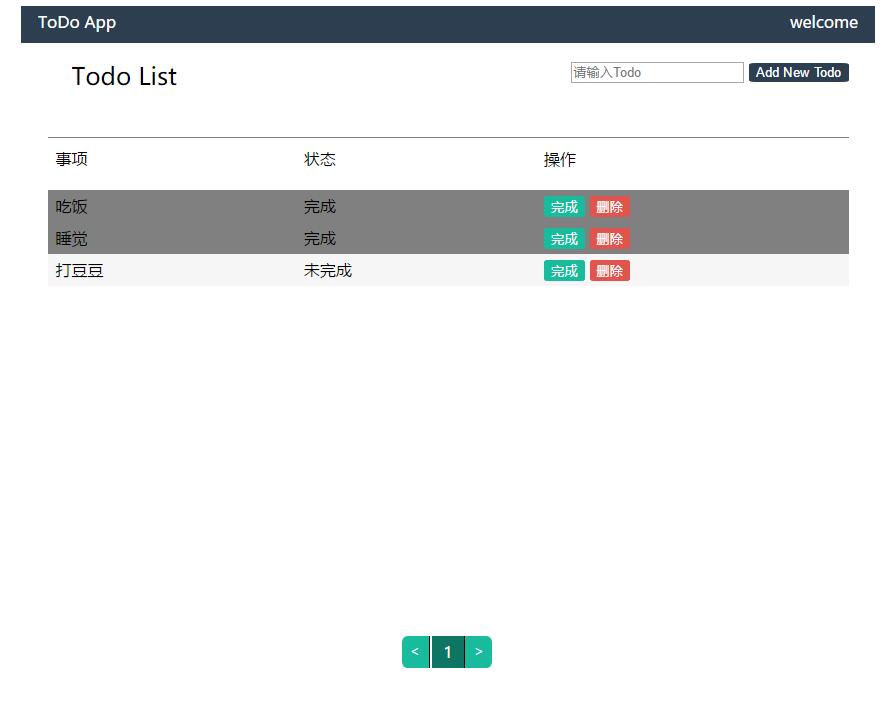 ToDo App welcome
Todo List 请输入Todo Add New Todo
事项 状态 操作
吃饭 完成 完成 删除
睡觉 完成 完成 删除
打豆豆 未完成 完成 删除
< 1 >